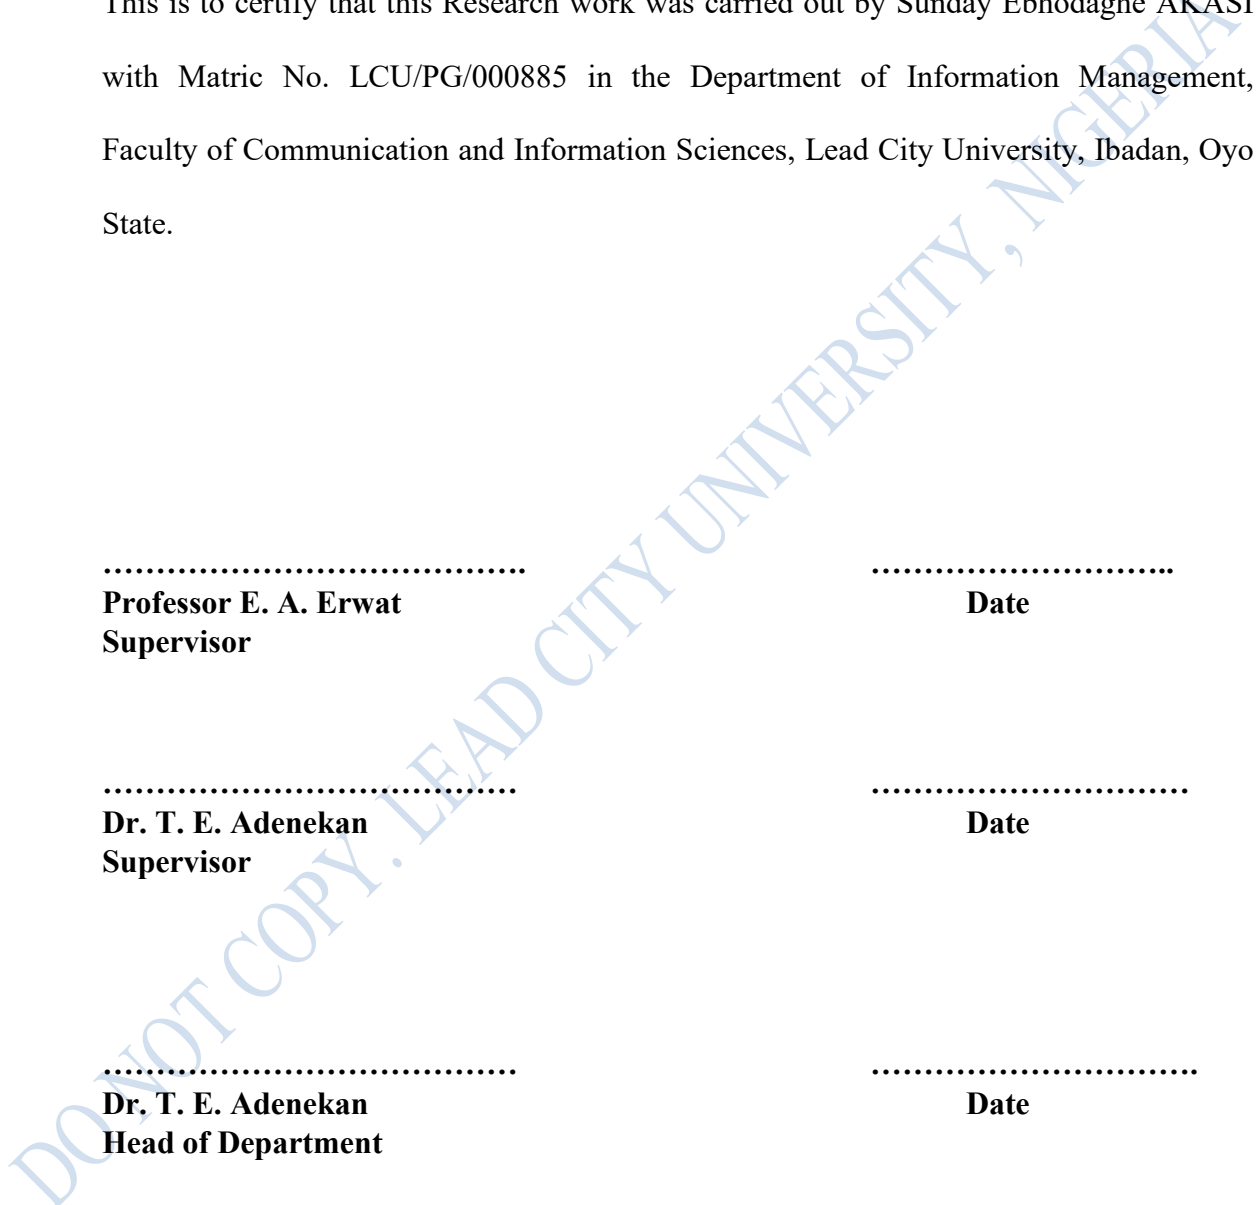 This is to certify that this Research work was carried out by Sunday Ebhodaghe AKASI
with Matric No. LCU/PG/000885 in the Department of Information Management,
Faculty of Communication and Information Sciences, Lead City University, Ibadan, Oyo
State.
………………………………….
………………………..
Professor E. A. Erwat
Date
Supervisor
…………………………………
…………………………
Dr. T. E. Adenekan
Date
Supervisor
…………………………………
………………………….
Dr. T. E. Adenekan
Date
Head of Department
DO NOT COPY. LEAD CITY UNIVERSITY, NIGERIA